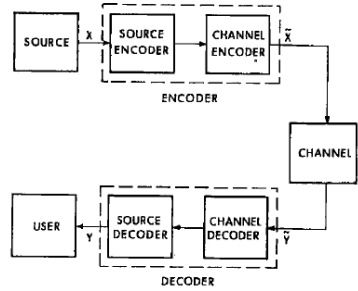 SOURCE
X
SOURCE
ENCODER
CHANNEL
ENCODER
X̃
ENCODER
CHANNEL
USER
Y
SOURCE
DECODER
CHANNEL
DECODER
Ỹ
DECODER